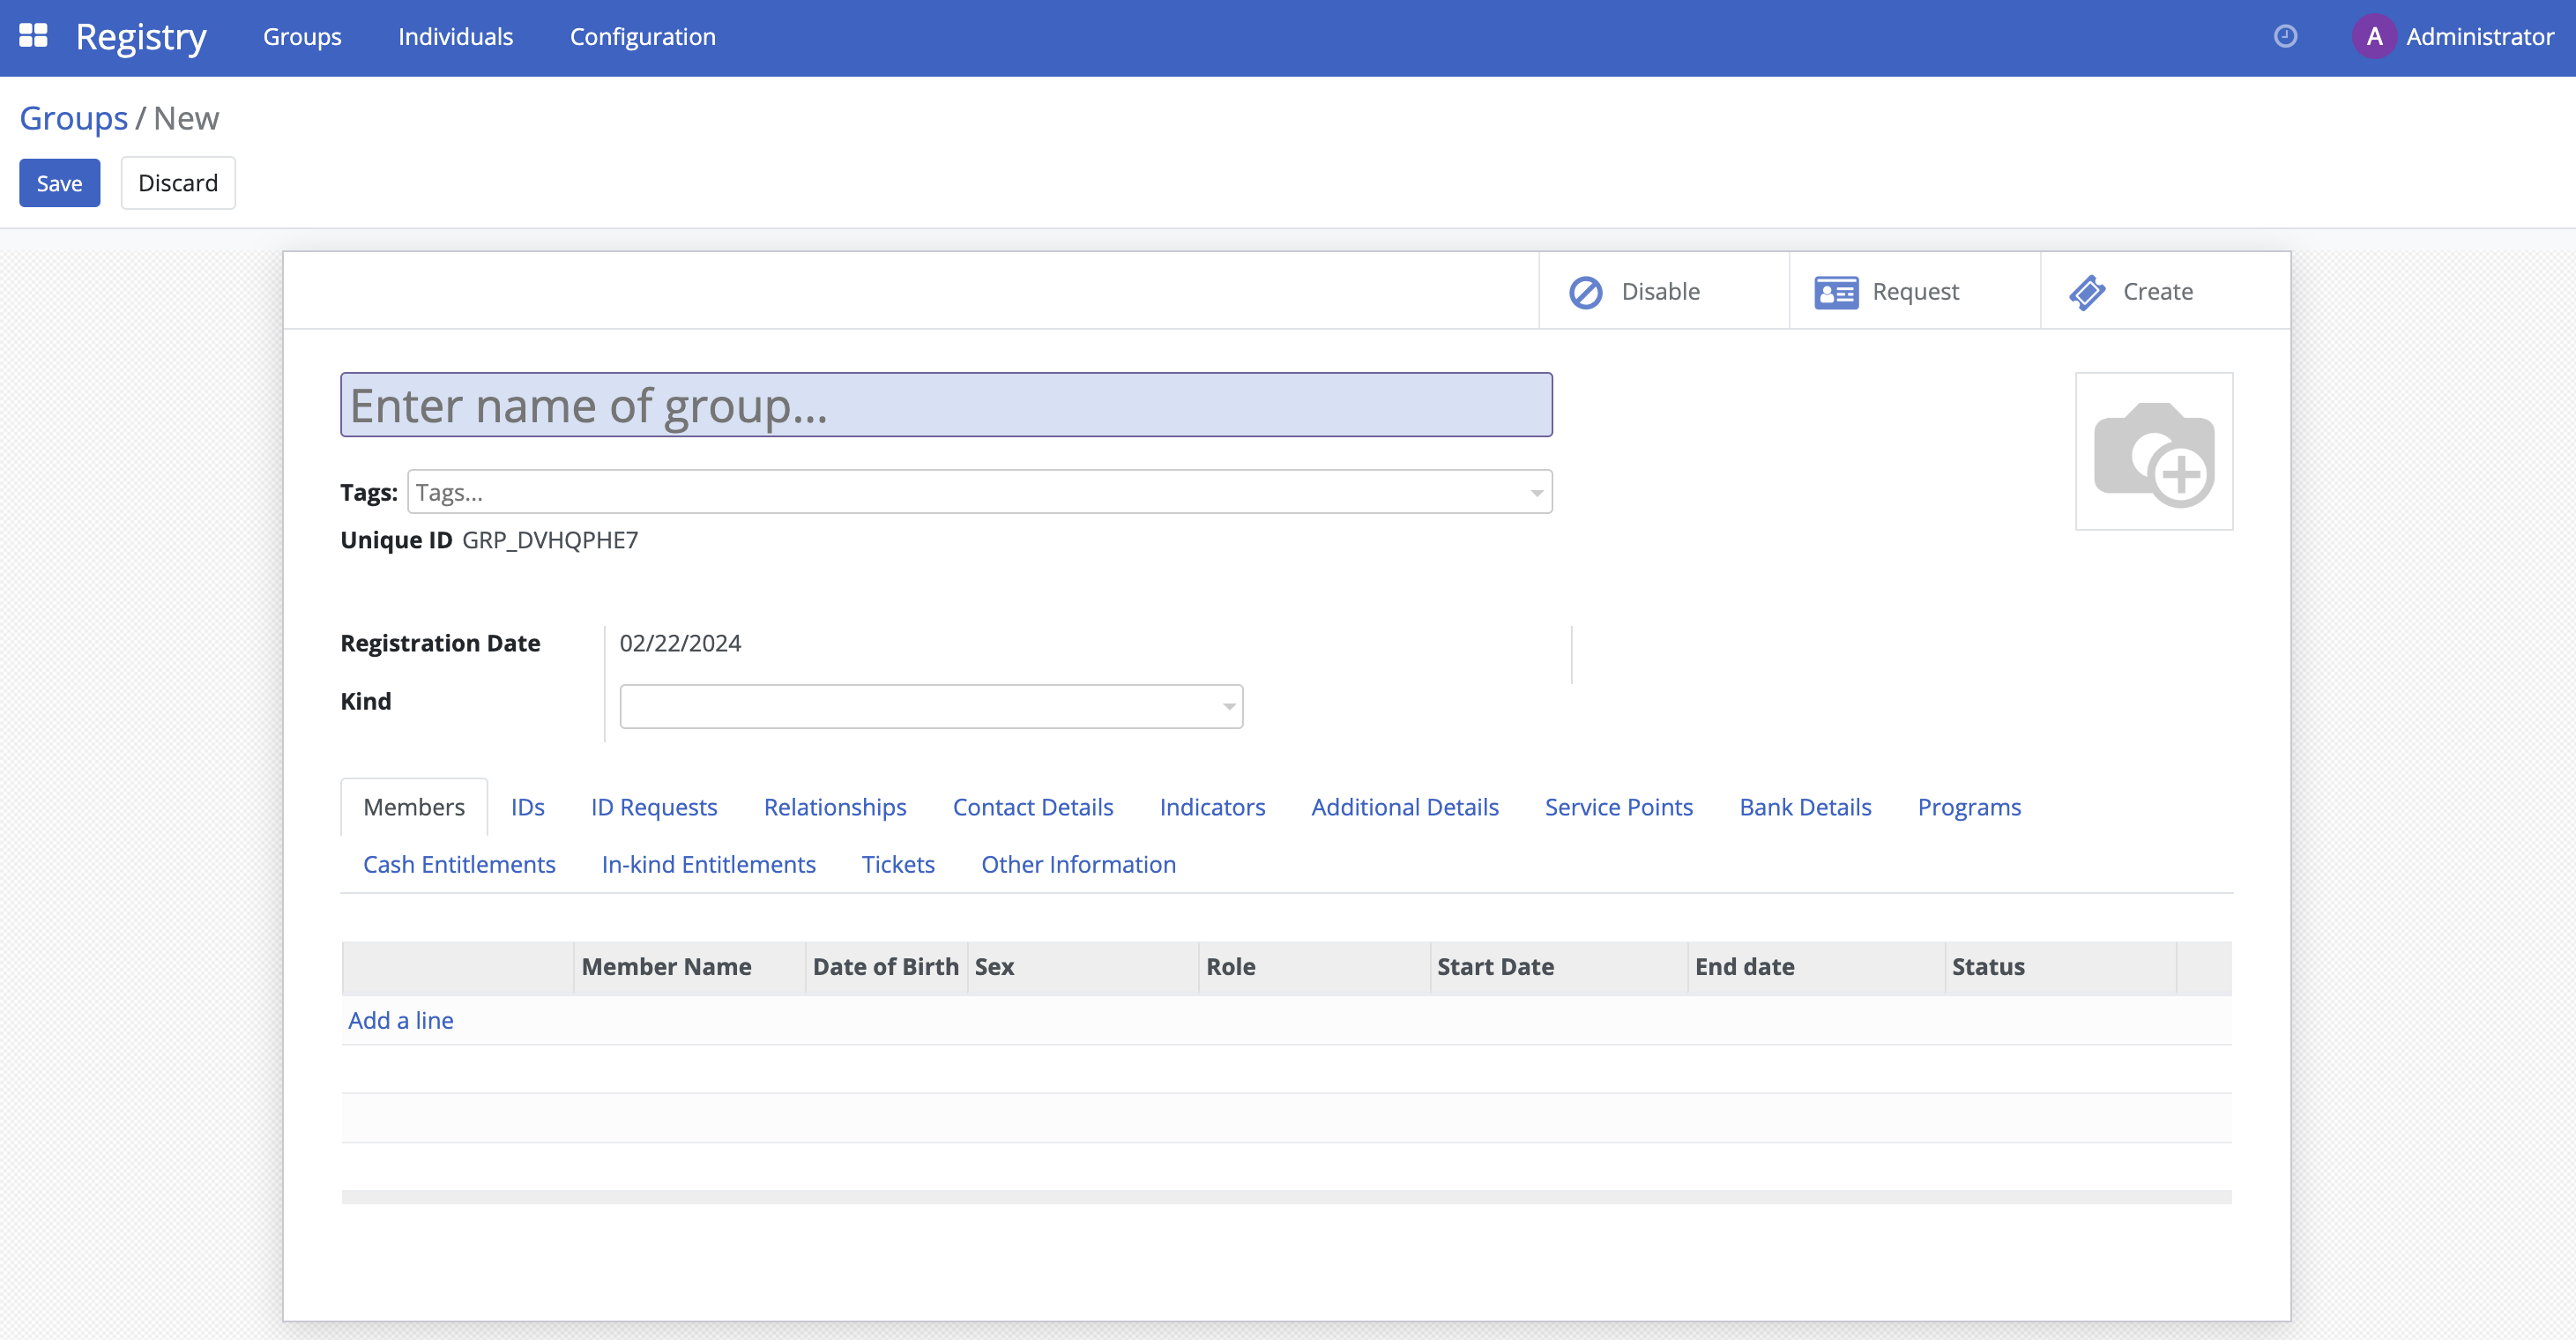 Registry Groups Individuals Configuration A Administrator
Groups / New
Save Discard
Disable Request Create
Enter name of group...
Tags: Tags...
Unique ID GRP_DVHQPHE7
Registration Date 02/22/2024
Kind
Members IDs ID Requests Relationships Contact Details Indicators Additional Details Service Points Bank Details Programs
Cash Entitlements In-kind Entitlements Tickets Other Information
Member Name Date of Birth Sex Role Start Date End date Status
Add a line